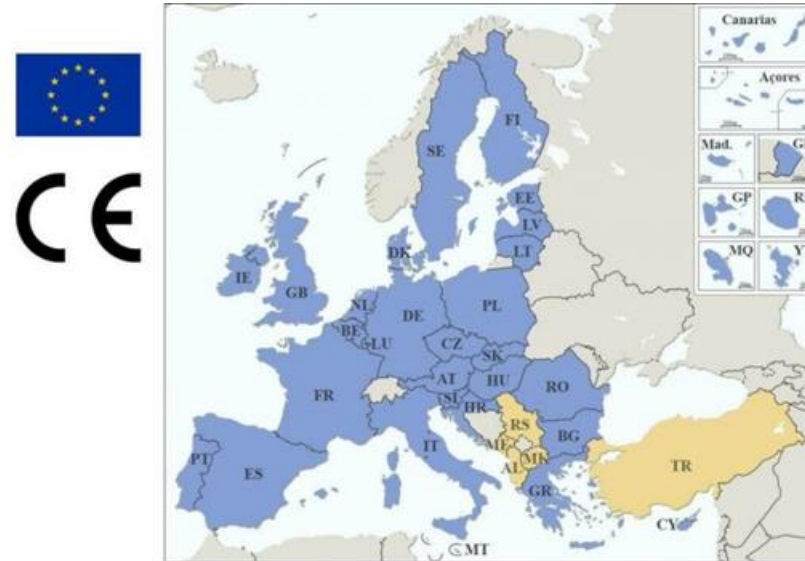 CE
Canarias
Açores
Mad.
GP
MQ
FI
SE
EE
LV
LT
DK
IE
GB
NL
DE
PL
BE
LU
CZ
SK
AT
HU
RO
FR
SI
HR
RS
IT
ME
MK
BG
AL
PT
ES
TR
GR
CY
MT